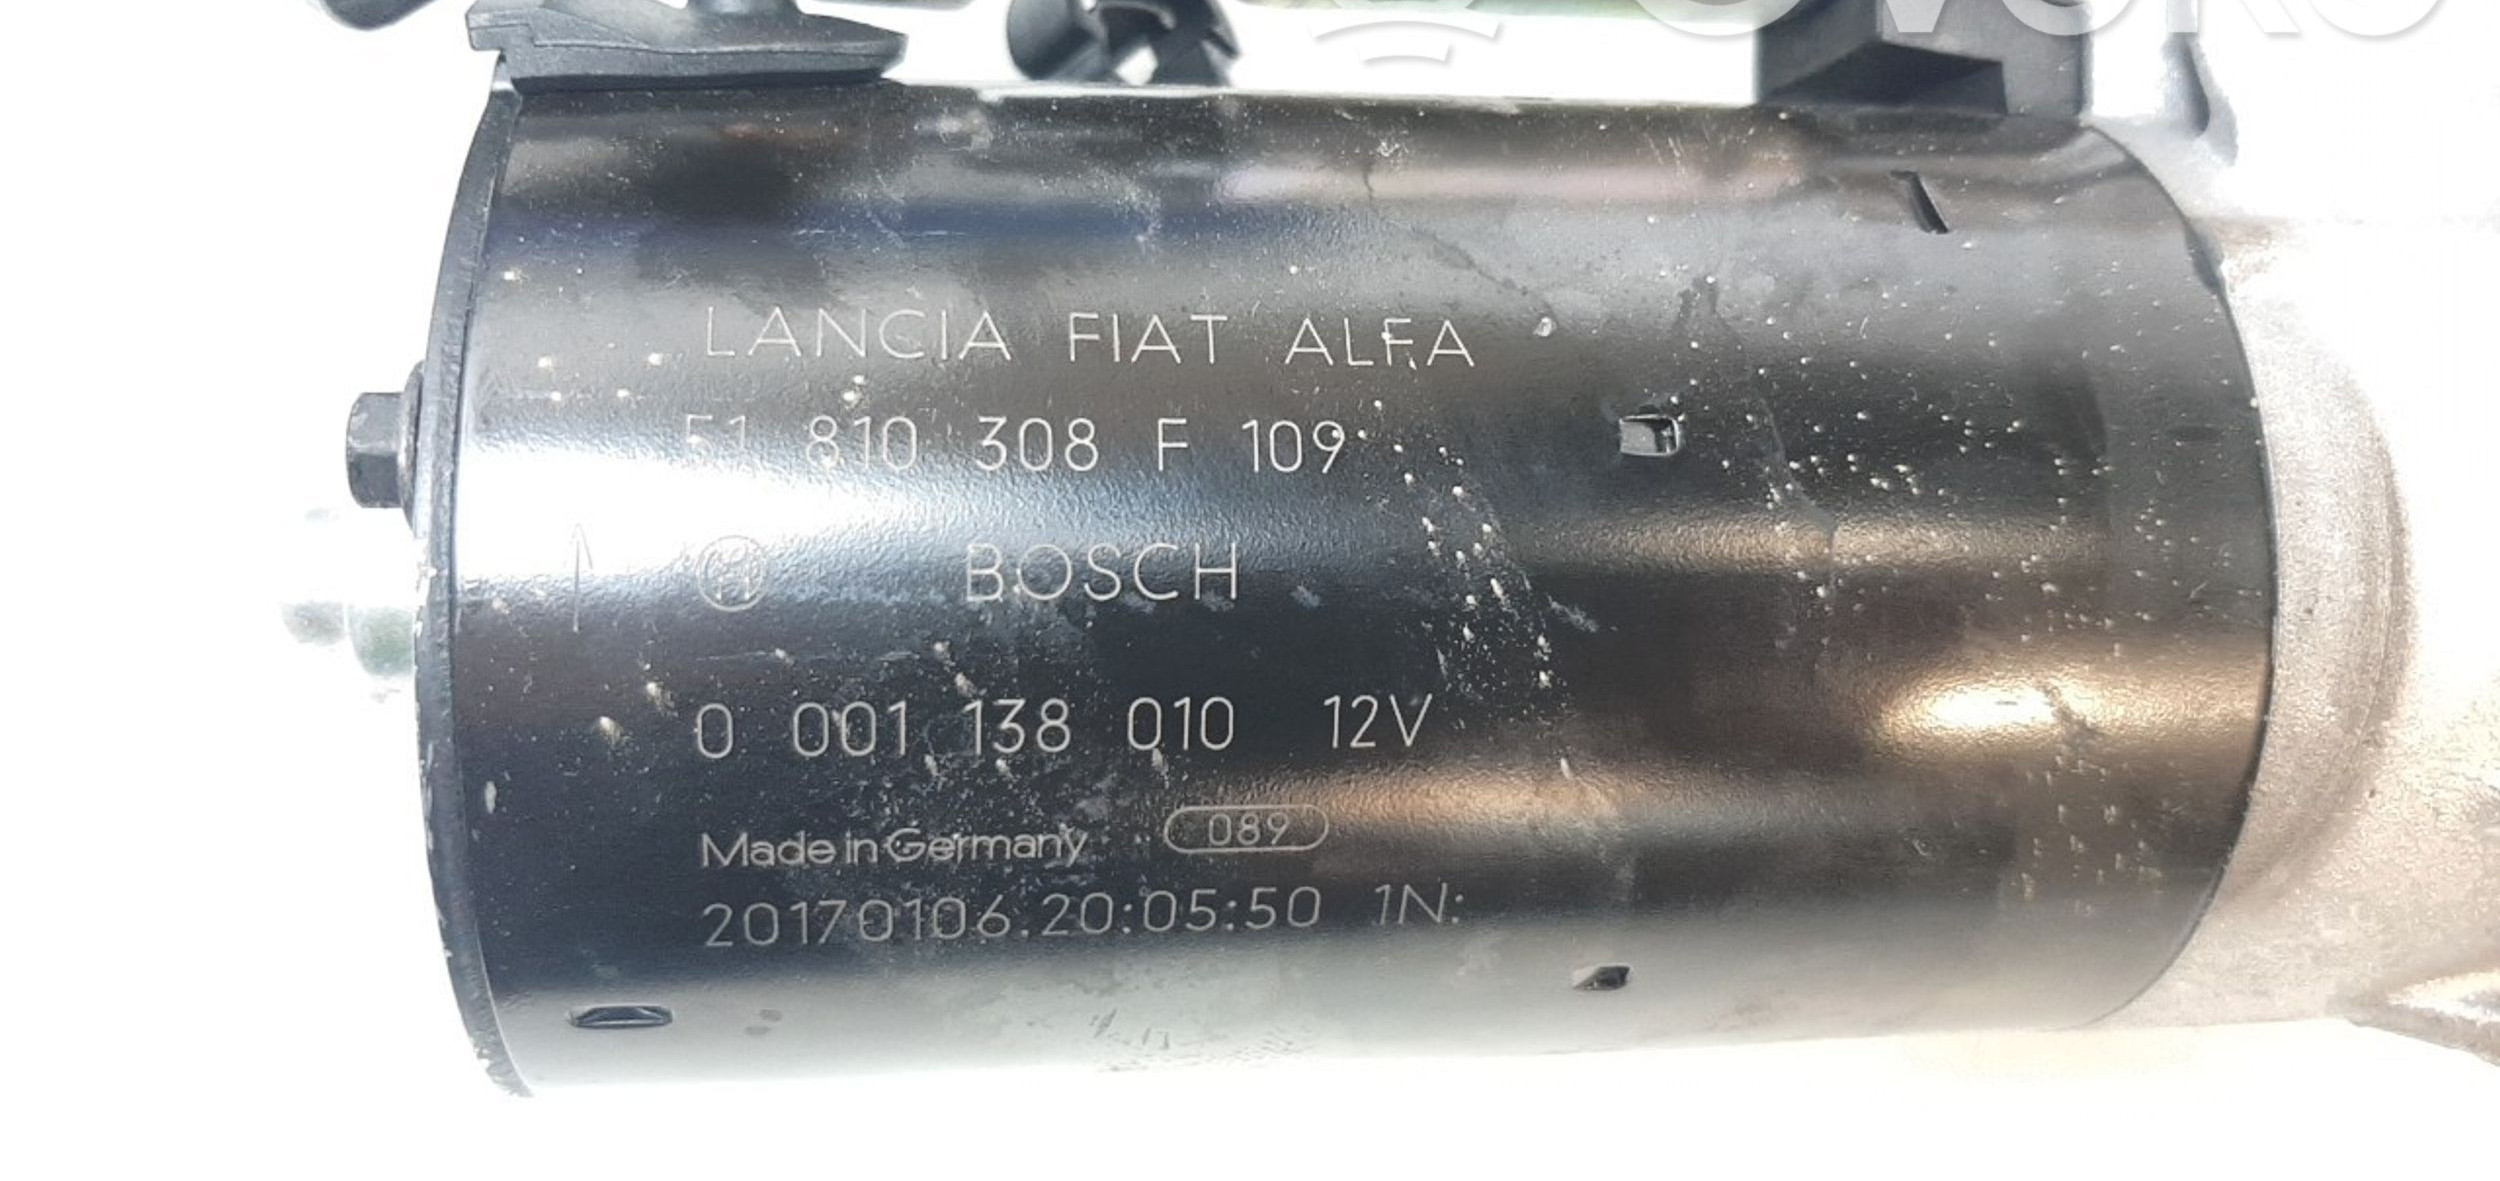 LANCIA FIAT ALFA
51 810 308 F 109
BOSCH
0 001 138 010 12V
Made in Germany 089
20170106.20:05:50 1N: